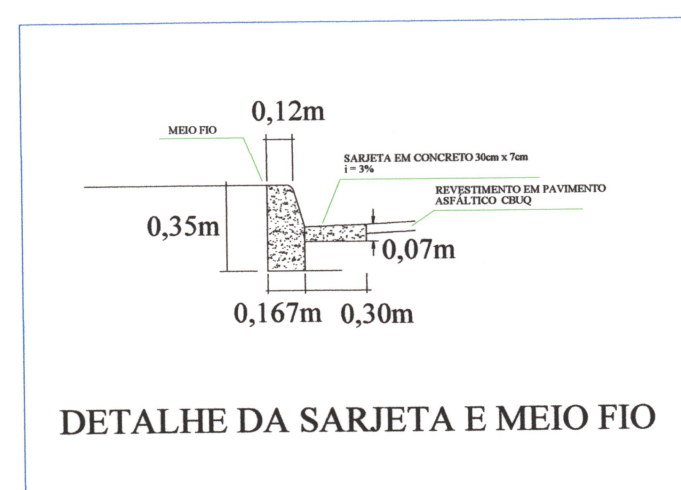 0,12m
MEIO FIO
SARJETA EM CONCRETO 30cm x 7cm
i = 3%
REVESTIMENTO EM PAVIMENTO
ASFÁLTICO CBUQ
0,35m
0,07m
0,167m
0,30m
DETALHE DA SARJETA E MEIO FIO